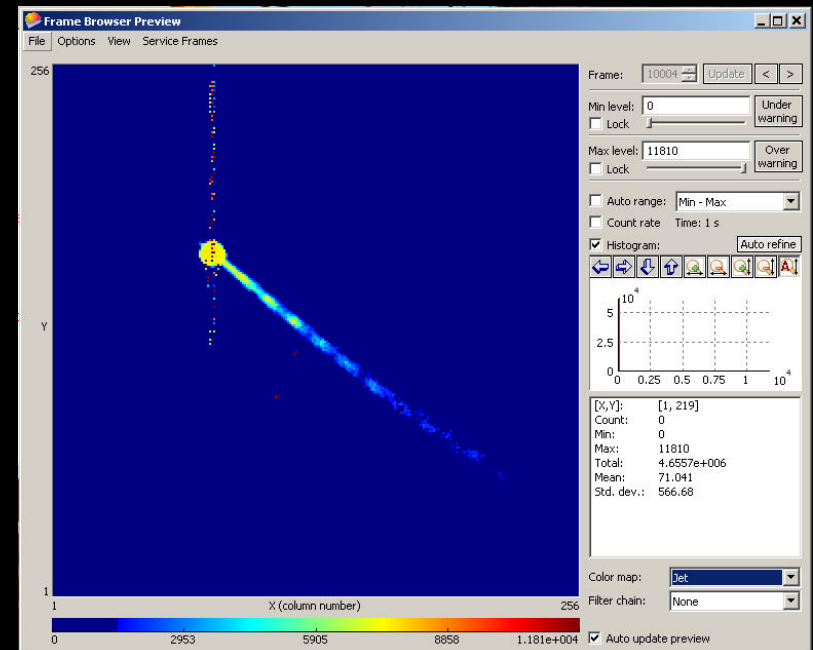 Frame Browser Preview
File Options View Service Frames
256
Y
1
1 X (column number) 256
0 2953 5905 8858 1.181e+004
Frame: 10004 Update < >
Min level: 0 Under warning
Lock
Max level: 11810 Over warning
Lock
Auto range: Min - Max
Count rate Time: 1 s
Histogram: Auto refine
A
10^4
5
2.5
0
0 0.25 0.5 0.75 1 10^4
[X,Y]: [1, 219]
Count: 0
Min: 0
Max: 11810
Total: 4.6557e+006
Mean: 71.041
Std. dev.: 566.68
Color map: Jet
Filter chain: None
Auto update preview